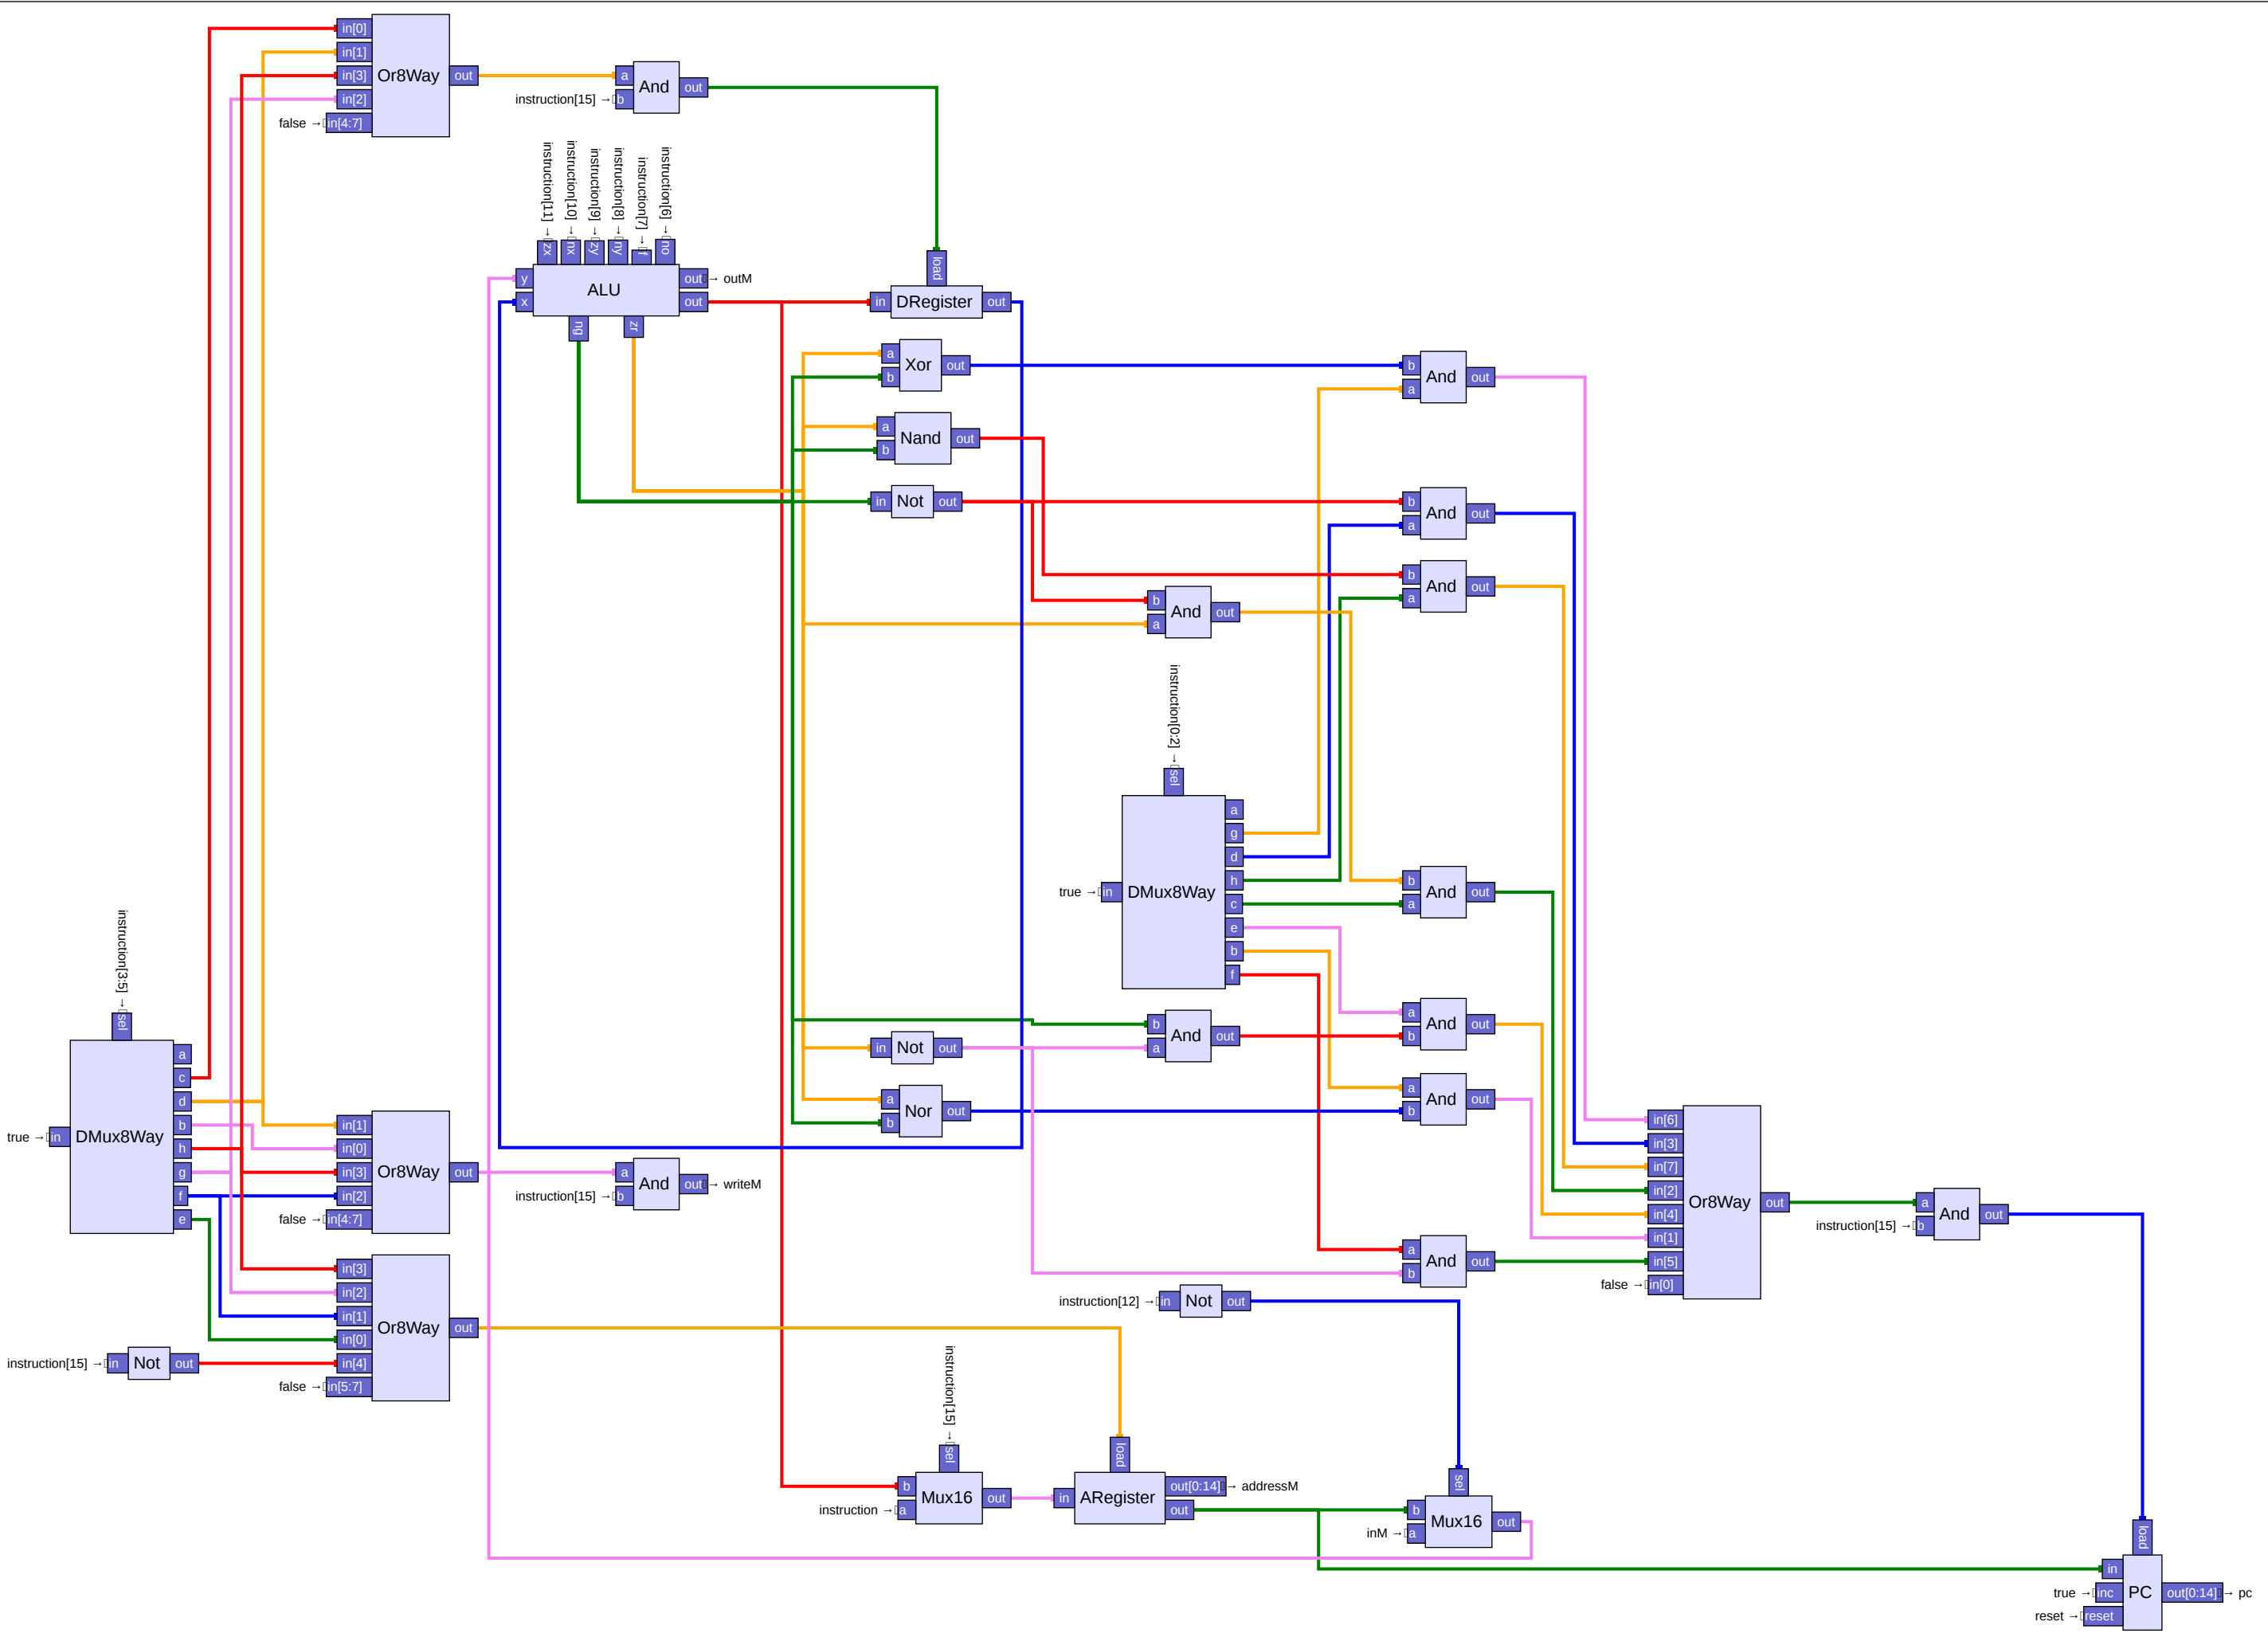 in[0]
in[1]
in[3]
in[2]
false → in[4:7]
Or8Way
out
a
instruction[15] → b
And
out
instruction[11] → zx
instruction[10] → nx
instruction[9] → zy
instruction[8] → ny
instruction[7] → f
instruction[6] → no
y
x
ALU
out → outM
out
ng
zr
load
in
DRegister
out
a
b
Xor
out
a
b
Nand
out
in
Not
out
b
a
And
out
b
a
And
out
b
a
And
out
b
a
And
out
instruction[0:2] → sel
true → in
DMux8Way
a
g
d
h
c
e
b
f
b
a
And
out
a
b
And
out
b
a
And
out
in
Not
out
a
b
Nor
out
a
b
And
out
a
b
And
out
instruction[3:5] → sel
true → in
DMux8Way
a
c
d
b
h
g
f
e
in[1]
in[0]
in[3]
in[2]
false → in[4:7]
Or8Way
out
a
instruction[15] → b
And
out → writeM
in[3]
in[2]
in[1]
in[0]
in[4]
false → in[5:7]
Or8Way
out
instruction[15] → in
Not
out
in[6]
in[3]
in[7]
in[2]
in[4]
in[1]
in[5]
false → in[0]
Or8Way
out
a
instruction[15] → b
And
out
instruction[12] → in
Not
out
instruction[15] → sel
b
instruction → a
Mux16
out
load
in
ARegister
out[0:14] → addressM
out
sel
b
inM → a
Mux16
out
load
in
true → inc
reset → reset
PC
out[0:14] → pc